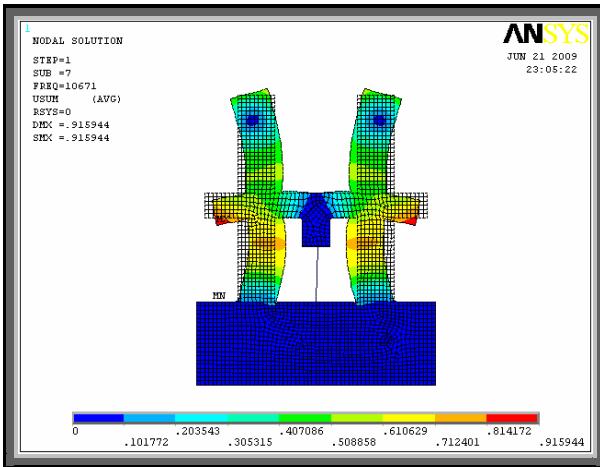 1
ANSYS
NODAL SOLUTION
JUN 21 2009
23:05:22
STEP=1
SUB =7
FREQ=10671
USUM (AVG)
RSYS=0
DMX =.915944
SMX =.915944
MN
0 .203543 .407086 .610629 .814172
.101772 .305315 .508858 .712401 .915944